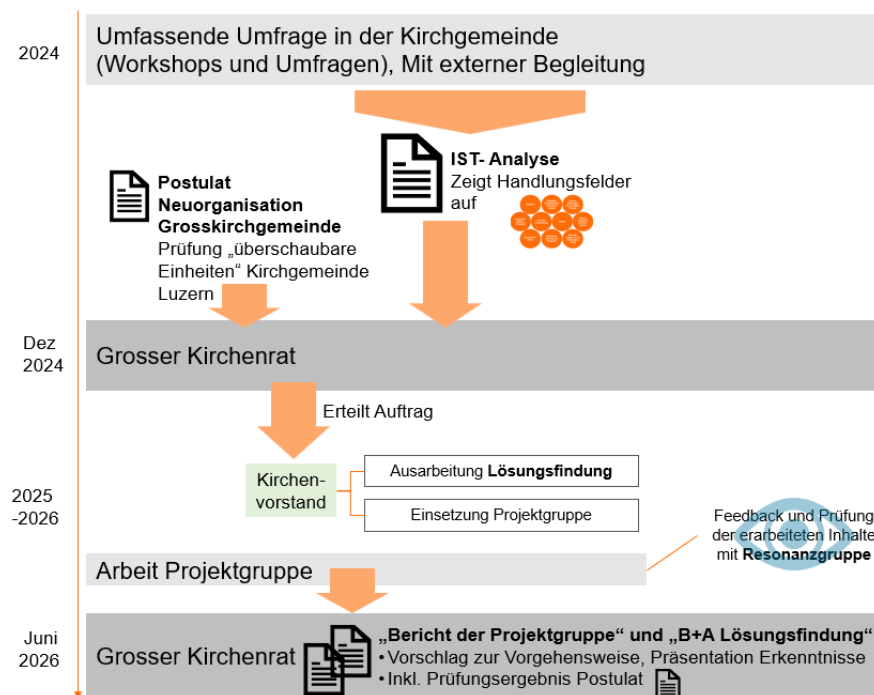 2024
Umfassende Umfrage in der Kirchgemeinde
(Workshops und Umfragen), Mit externer Begleitung
IST- Analyse
Zeigt Handlungsfelder
auf
Postulat
Neuorganisation
Grosskirchgemeinde
Prüfung „überschaubare
Einheiten“ Kirchgemeinde
Luzern
Dez
2024
Grosser Kirchenrat
Erteilt Auftrag
2025
-2026
Kirchen-
vorstand
Ausarbeitung Lösungsfindung
Einsetzung Projektgruppe
Feedback und Prüfung
der erarbeiteten Inhalte
mit Resonanzgruppe
Arbeit Projektgruppe
Juni
2026
Grosser Kirchenrat
„Bericht der Projektgruppe“ und „B+A Lösungsfindung“
• Vorschlag zur Vorgehensweise, Präsentation Erkenntnisse
• Inkl. Prüfungsergebnis Postulat